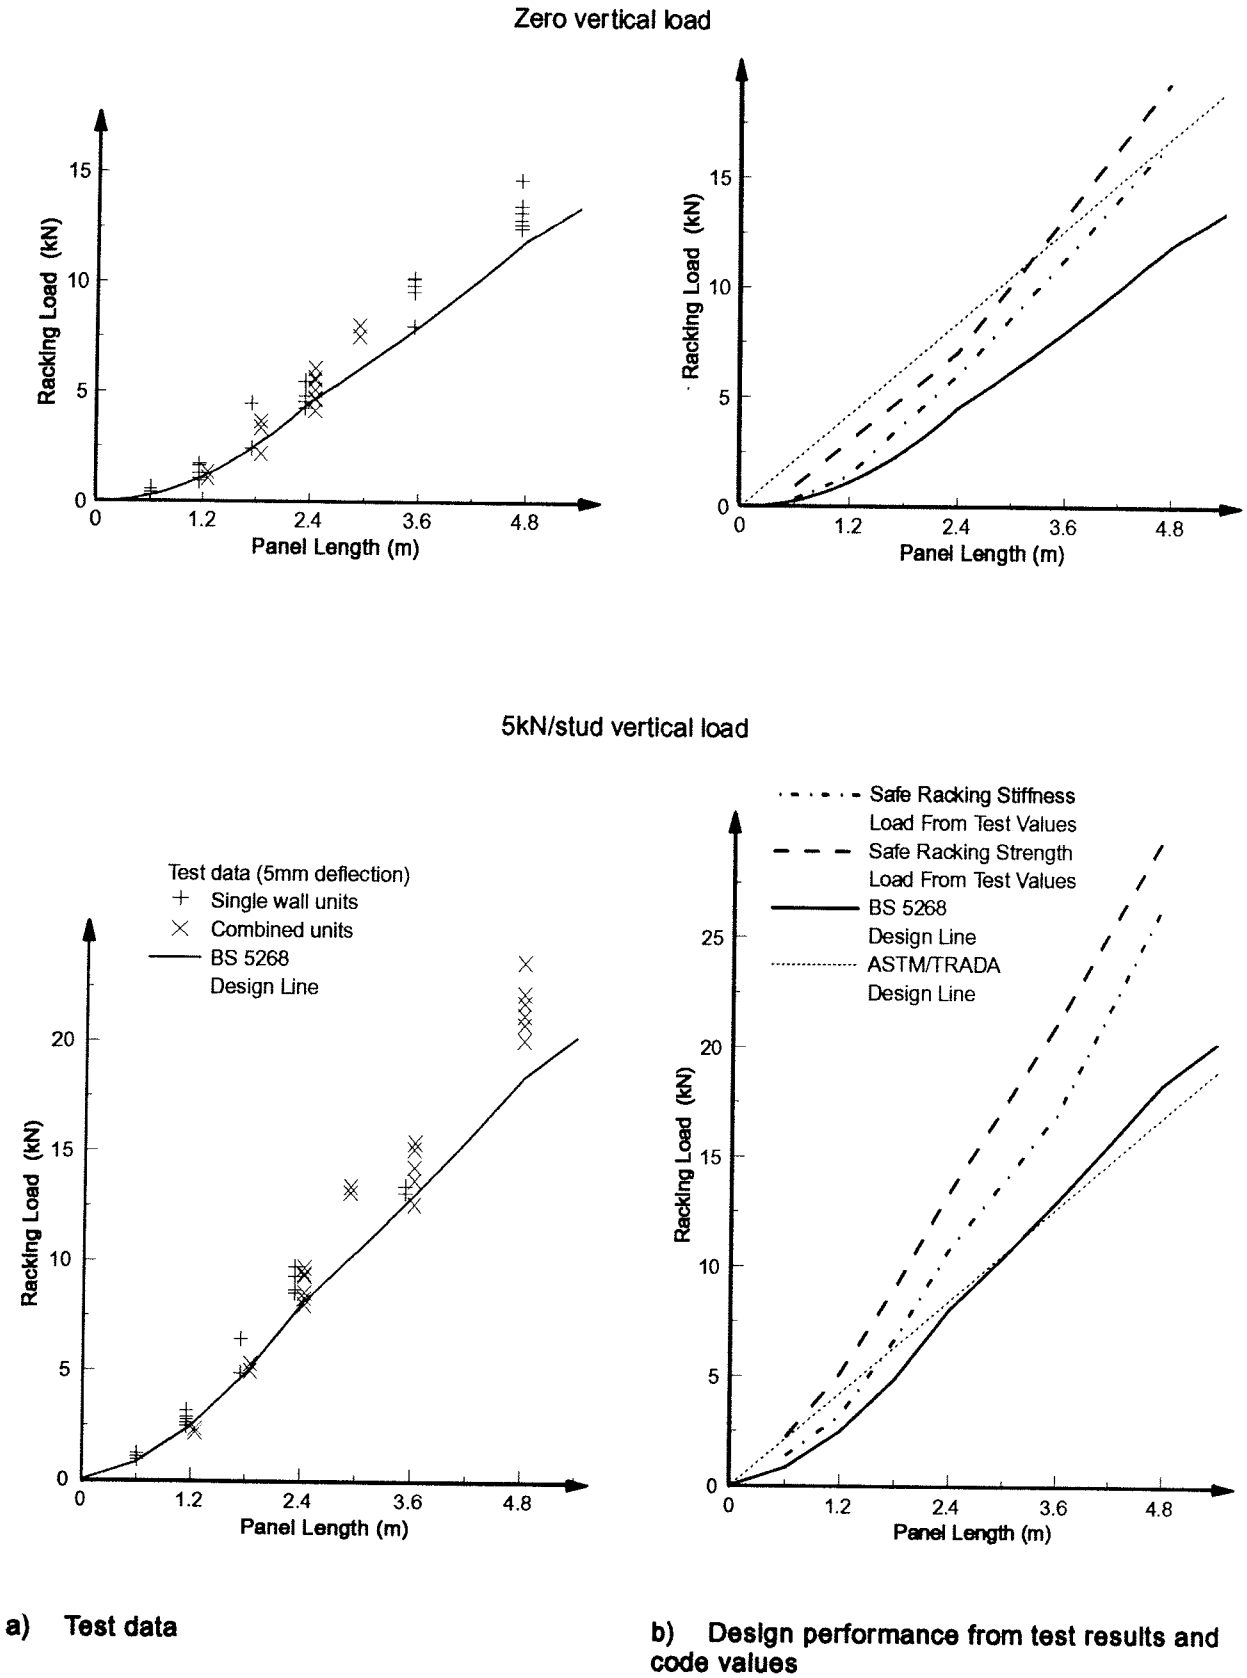 Zero vertical load
15
10
5
0
Racking Load (kN)
0 1.2 2.4 3.6 4.8
Panel Length (m)
15
10
5
0
Racking Load (kN)
0 1.2 2.4 3.6 4.8
Panel Length (m)
5kN/stud vertical load
Test data (5mm deflection)
Single wall units
Combined units
BS 5268
Design Line
20
15
10
5
0
Racking Load (kN)
0 1.2 2.4 3.6 4.8
Panel Length (m)
Safe Racking Stiffness
Load From Test Values
Safe Racking Strength
Load From Test Values
BS 5268
Design Line
ASTM/TRADA
Design Line
25
20
15
10
5
0
Racking Load (kN)
0 1.2 2.4 3.6 4.8
Panel Length (m)
a) Test data
b) Design performance from test results and
code values